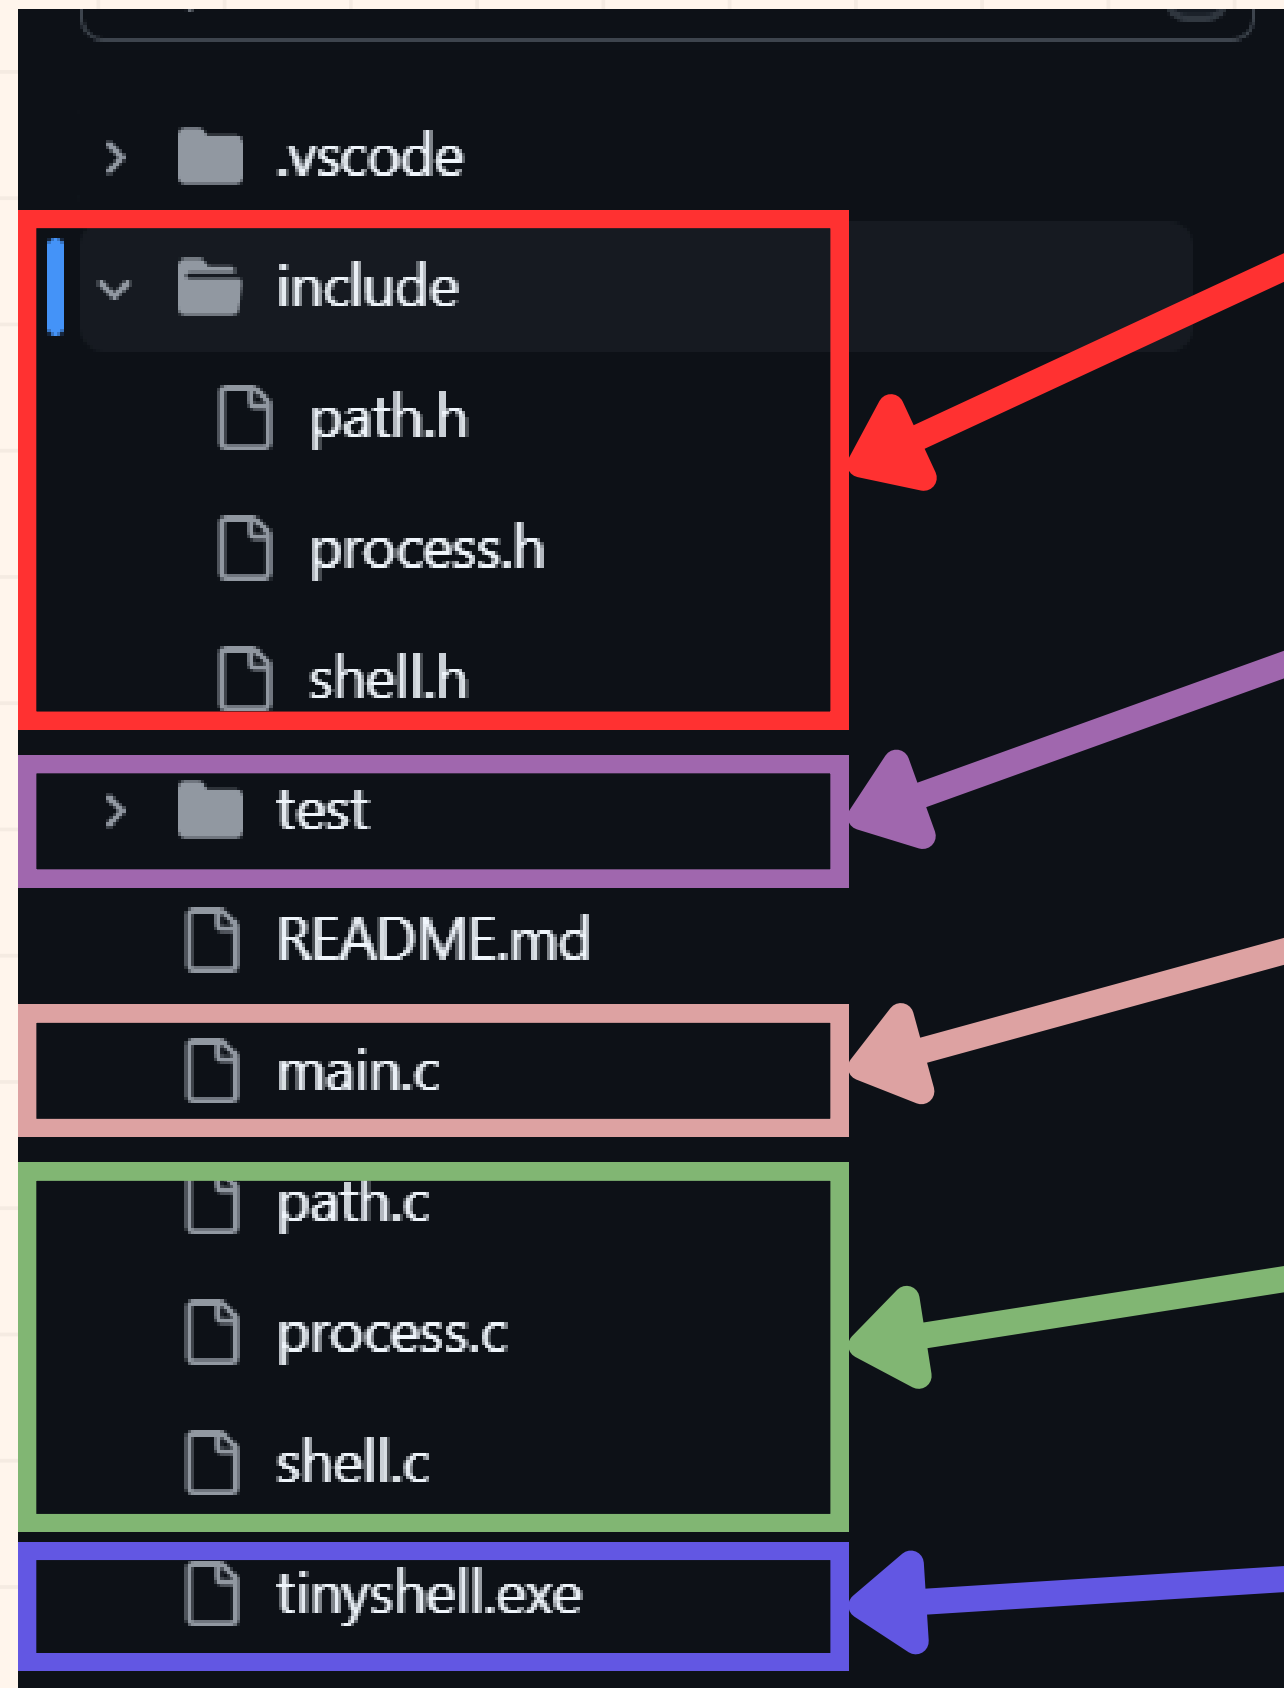 .vscode
include
path.h
process.h
shell.h
test
README.md
main.c
path.c
process.c
shell.c
tinyshell.exe